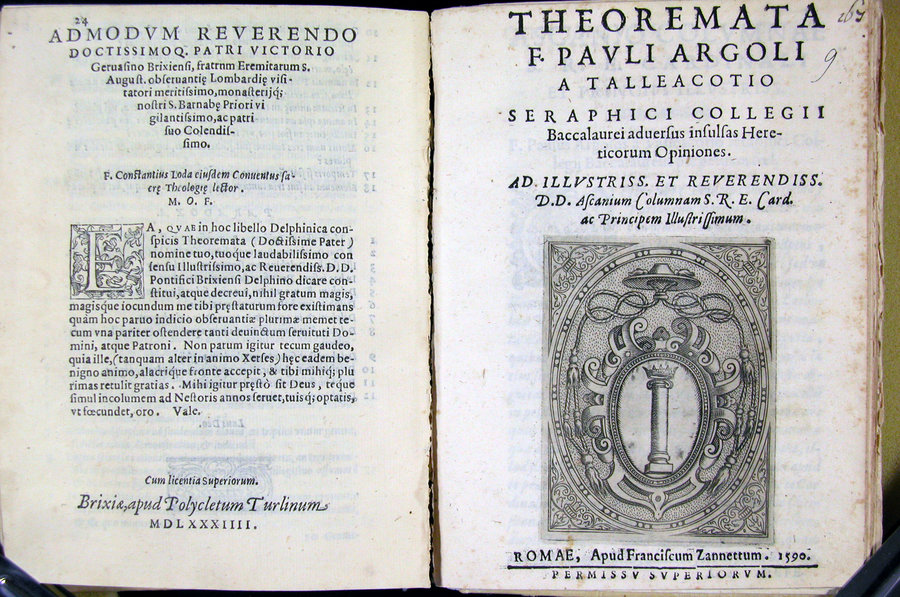 24
ADMODVM REVERENDO
DOCTISSIMOQ. PATRI VICTORIO
Geruasino Brixiensi, fratrum Eremitarum S.
August. obseruantię Lombardię visi-
tatori meritissimo, monasterijq;
nostri S. Barnabę Priori vi
gilantissimo, ac patri
suo Colendis-
simo.
F. Constantius Loda eiusdem Conuentus sa-
crę Theologię lector.
M. O. F.
EA, QVAE in hoc libello Delphinica con-
spicis Theoremata (Doctissime Pater)
nomine tuo, tuoque laudabilissimo con
sensu Illustrissimo, ac Reuerendiss. D.D.
Pontifici Brixiensi Delphino dicare con-
stitui, atque decreui, nihil gratum magis,
magisque iocundum me tibi pręstaturum fore existimans
quàm hoc paruo indicio obseruantiæ plurimæ memet te-
cum vna pariter ostendere tanti deuinctum seruituti Do-
mini, atque Patroni. Non parum igitur tecum gaudeo,
quia ille, (tanquam alter in animo Xerses) hęc eadem be-
nigno animo, alacrique fronte accepit, & tibi mihiq; plu
rimas retulit gratias. Mihi igitur pręstò sit Deus, teque
simul incolumem ad Nestoris annos seruet, tuis q; optatis,
vt fœcundet, oro. Vale.
Cum licentia Superiorum.
Brixiæ, apud Polycletum Turlinum
MDLXXXIIII.
THEOREMATA
267
F. PAVLI ARGOLI
9
A TALLEACOTIO
SERAPHICI COLLEGII
Baccalaurei aduersus insulsas Here-
ticorum Opiniones.
AD. ILLVSTRISS. ET REVERENDISS.
D.D. Ascanium Columnam S. R. E. Card.
ac Principem Illustrissimum.
ROMAE, Apud Franciscum Zannettum. 1590.
PERMISSV SVPERIORVM.